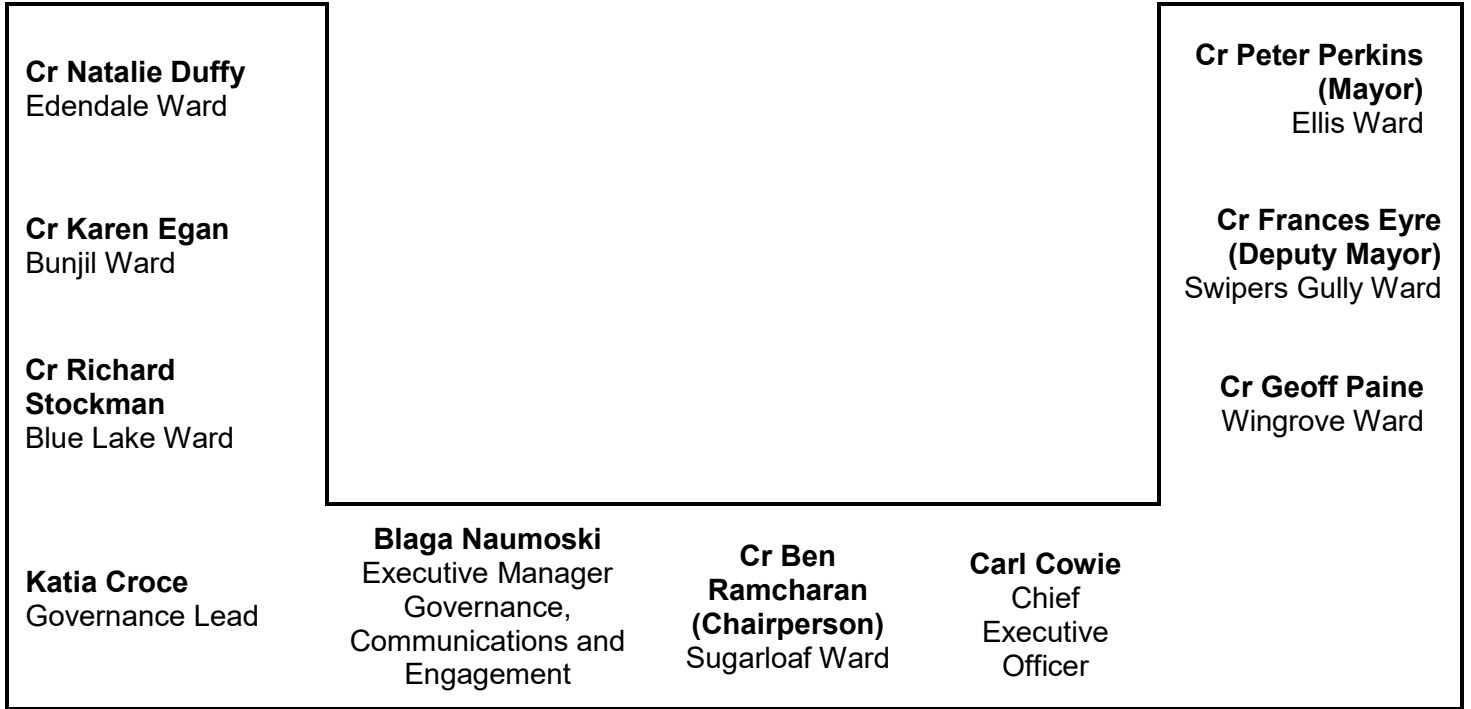 Cr Natalie Duffy
Edendale Ward
Cr Karen Egan
Bunjil Ward
Cr Richard
Stockman
Blue Lake Ward
Katia Croce
Governance Lead
Blaga Naumoski
Executive Manager
Governance,
Communications and
Engagement
Cr Ben
Ramcharan
(Chairperson)
Sugarloaf Ward
Carl Cowie
Chief
Executive
Officer
Cr Peter Perkins
(Mayor)
Ellis Ward
Cr Frances Eyre
(Deputy Mayor)
Swipers Gully Ward
Cr Geoff Paine
Wingrove Ward